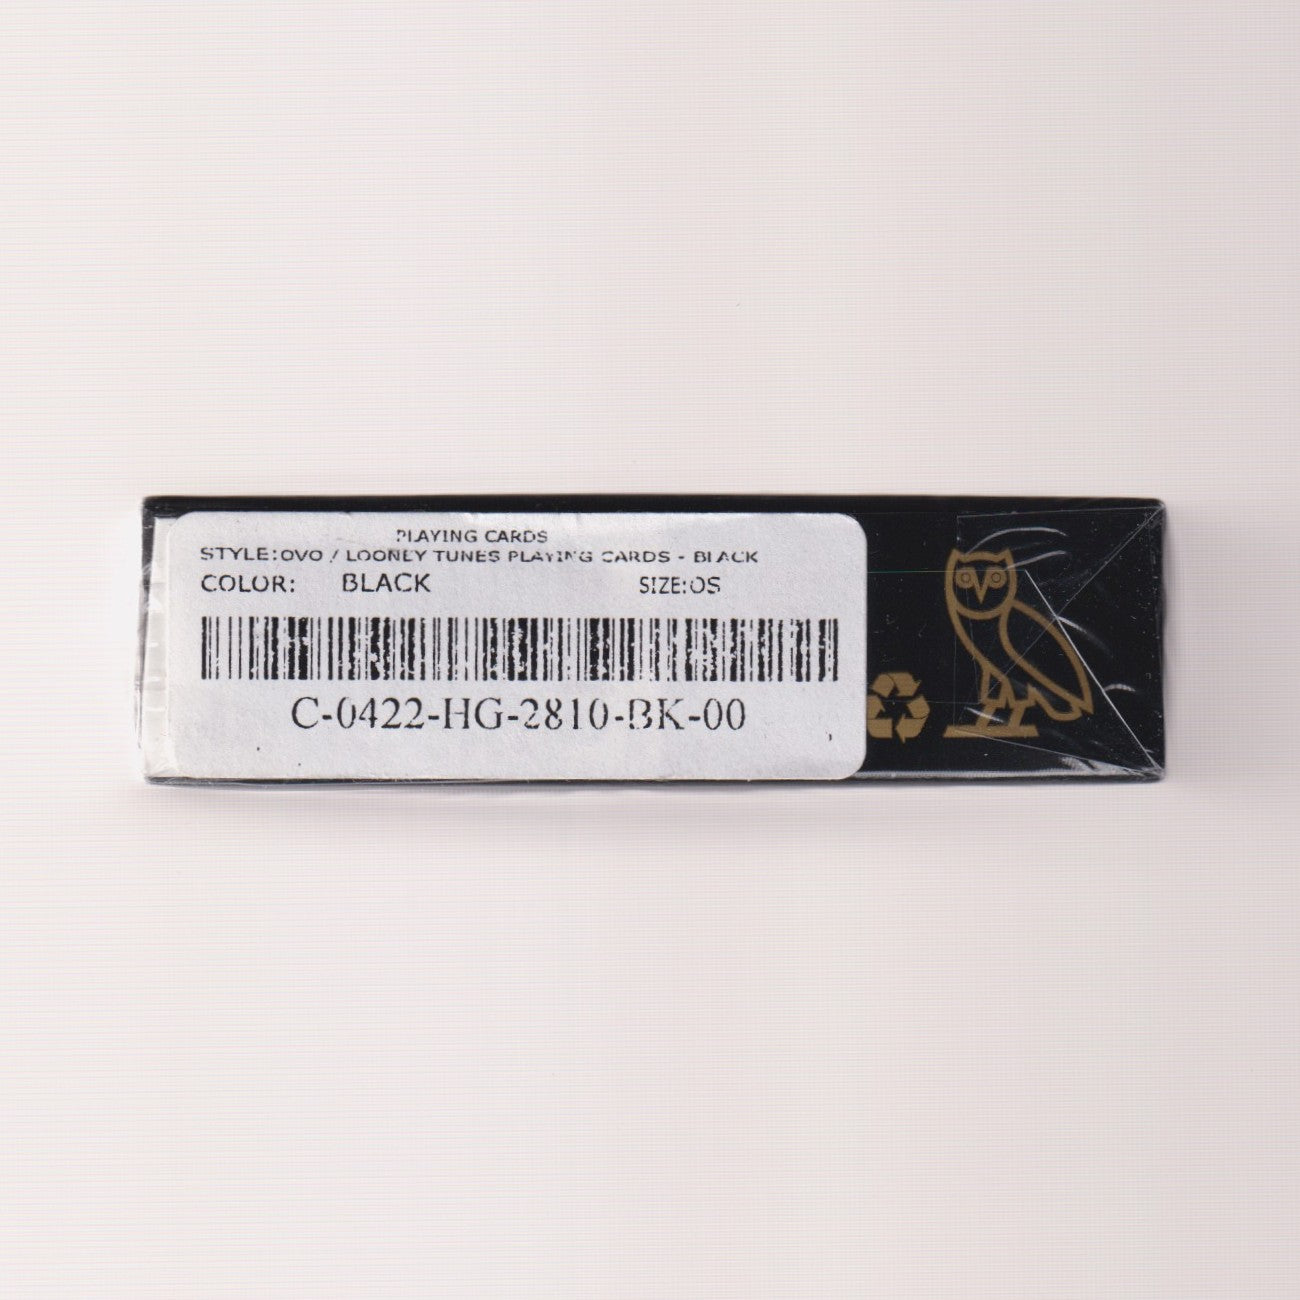 PLAYING CARDS
STYLE:OVO / LOONEY TUNES PLAYING CARDS - BLACK
COLOR: BLACK SIZE:OS
C-0422-HG-2810-BK-00